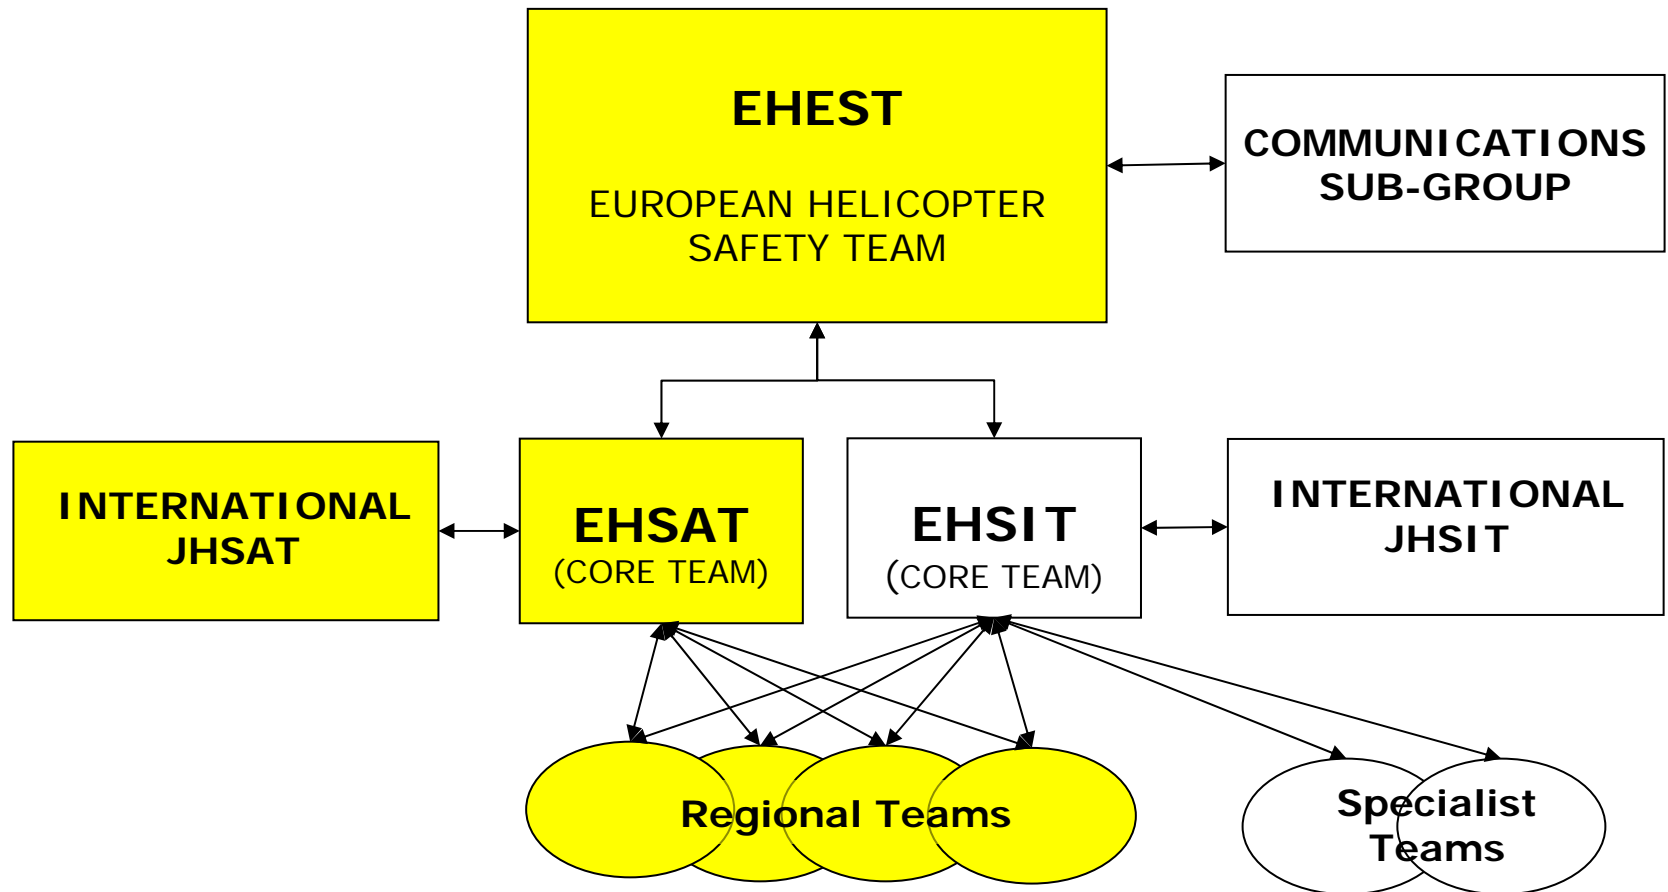 EHEST
EUROPEAN HELICOPTER
SAFETY TEAM
COMMUNICATIONS
SUB-GROUP
INTERNATIONAL
JHSAT
EHSAT
(CORE TEAM)
EHSIT
(CORE TEAM)
INTERNATIONAL
JHSIT
Regional Teams
Specialist
Teams